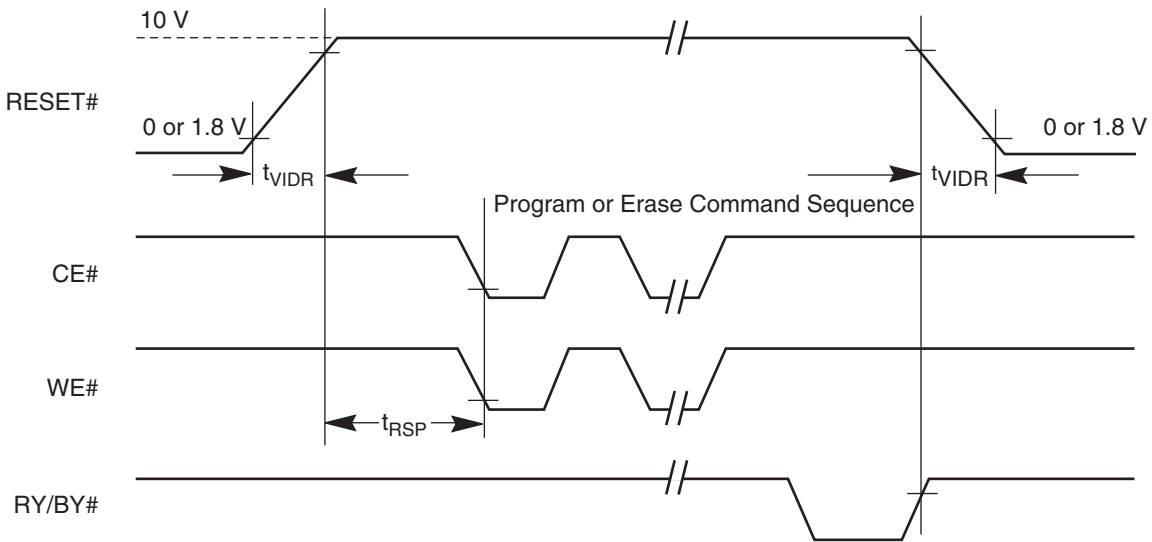 10 V
RESET#
0 or 1.8 V
0 or 1.8 V
tVIDR
tVIDR
Program or Erase Command Sequence
CE#
WE#
tRSP
RY/BY#